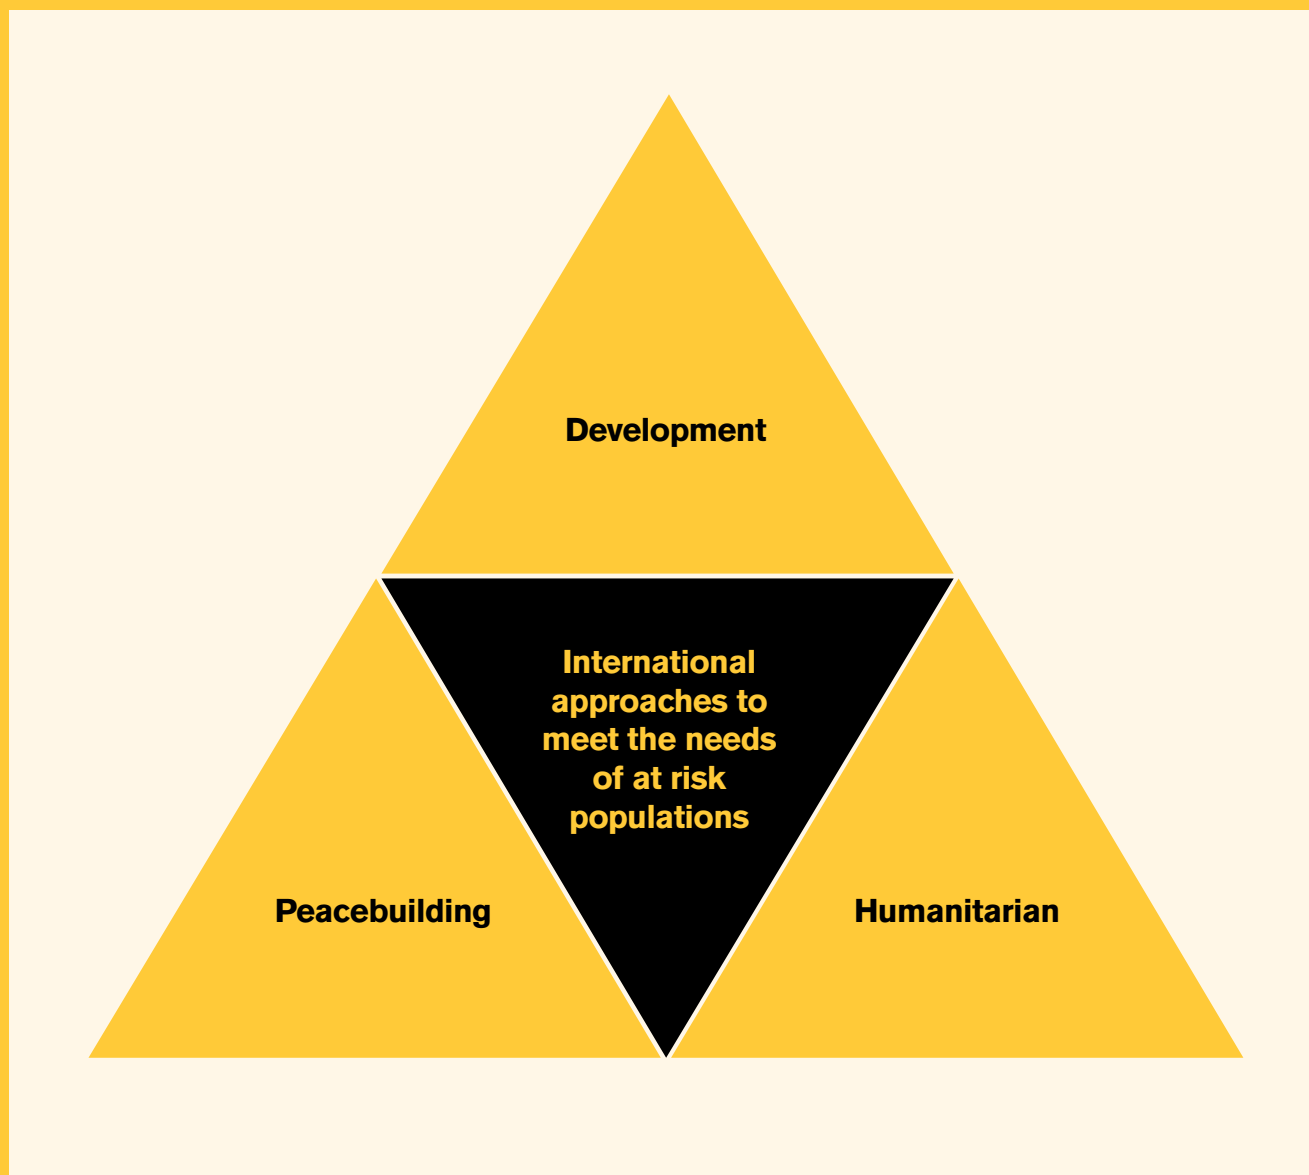 Development
International
approaches to
meet the needs
of at risk
populations
Peacebuilding
Humanitarian